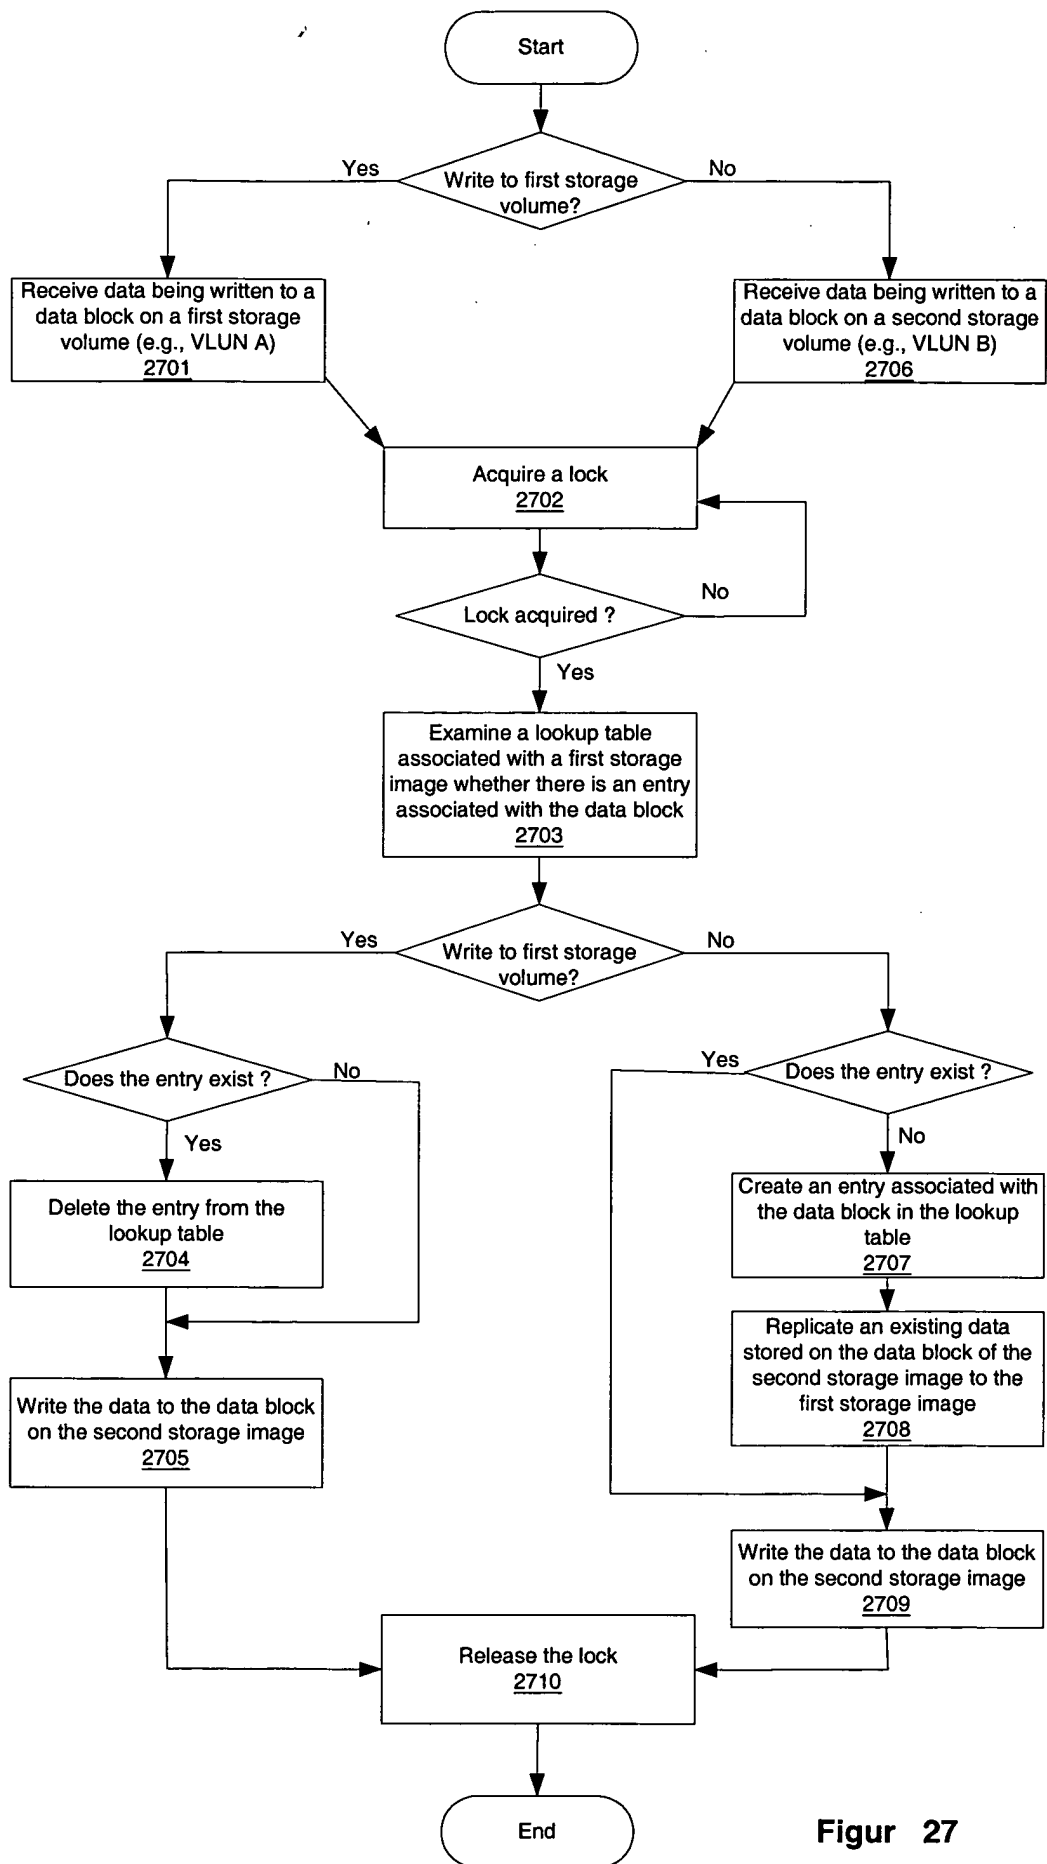 Start
Write to first storage
volume?
Yes
No
Receive data being written to a
data block on a first storage
volume (e.g., VLUN A)
2701
Receive data being written to a
data block on a second storage
volume (e.g., VLUN B)
2706
Acquire a lock
2702
Lock acquired ?
No
Yes
Examine a lookup table
associated with a first storage
image whether there is an entry
associated with the data block
2703
Write to first storage
volume?
Yes
No
Does the entry exist ?
No
Yes
Does the entry exist ?
Yes
No
Delete the entry from the
lookup table
2704
Create an entry associated with
the data block in the lookup
table
2707
Replicate an existing data
stored on the data block of the
second storage image to the
first storage image
2708
Write the data to the data block
on the second storage image
2705
Write the data to the data block
on the second storage image
2709
Release the lock
2710
End
Figur 27